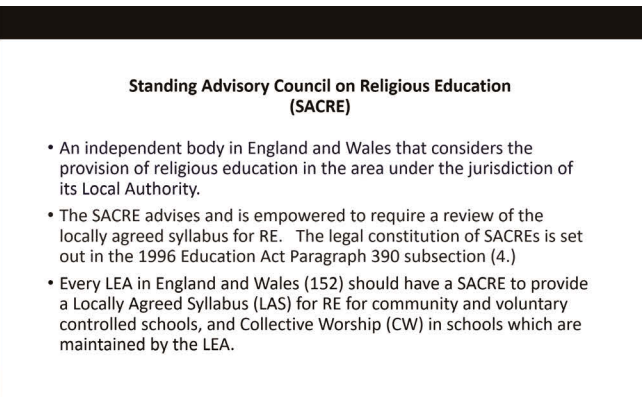 Standing Advisory Council on Religious Education
(SACRE)
• An independent body in England and Wales that considers the
provision of religious education in the area under the jurisdiction of
its Local Authority.
• The SACRE advises and is empowered to require a review of the
locally agreed syllabus for RE.   The legal constitution of SACREs is set
out in the 1996 Education Act Paragraph 390 subsection (4.)
• Every LEA in England and Wales (152) should have a SACRE to provide
a Locally Agreed Syllabus (LAS) for RE for community and voluntary
controlled schools, and Collective Worship (CW) in schools which are
maintained by the LEA.